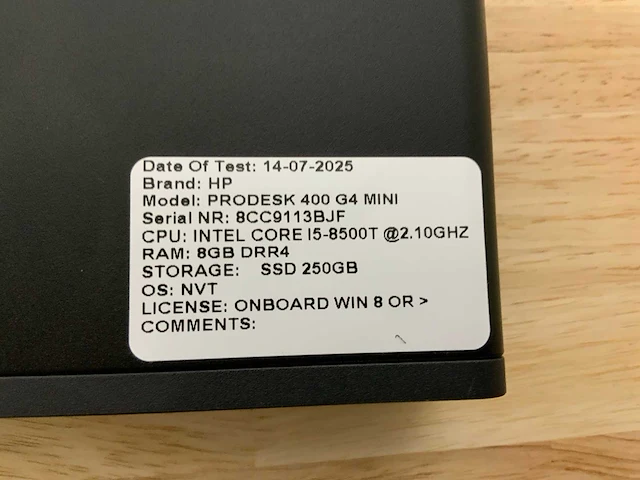 Date Of Test: 14-07-2025
Brand: HP
Model: PRODESK 400 G4 MINI
Serial NR: 8CC9113BJF
CPU: INTEL CORE I5-8500T @2.10GHZ
RAM: 8GB DRR4
STORAGE: SSD 250GB
OS: NVT
LICENSE: ONBOARD WIN 8 OR >
COMMENTS: